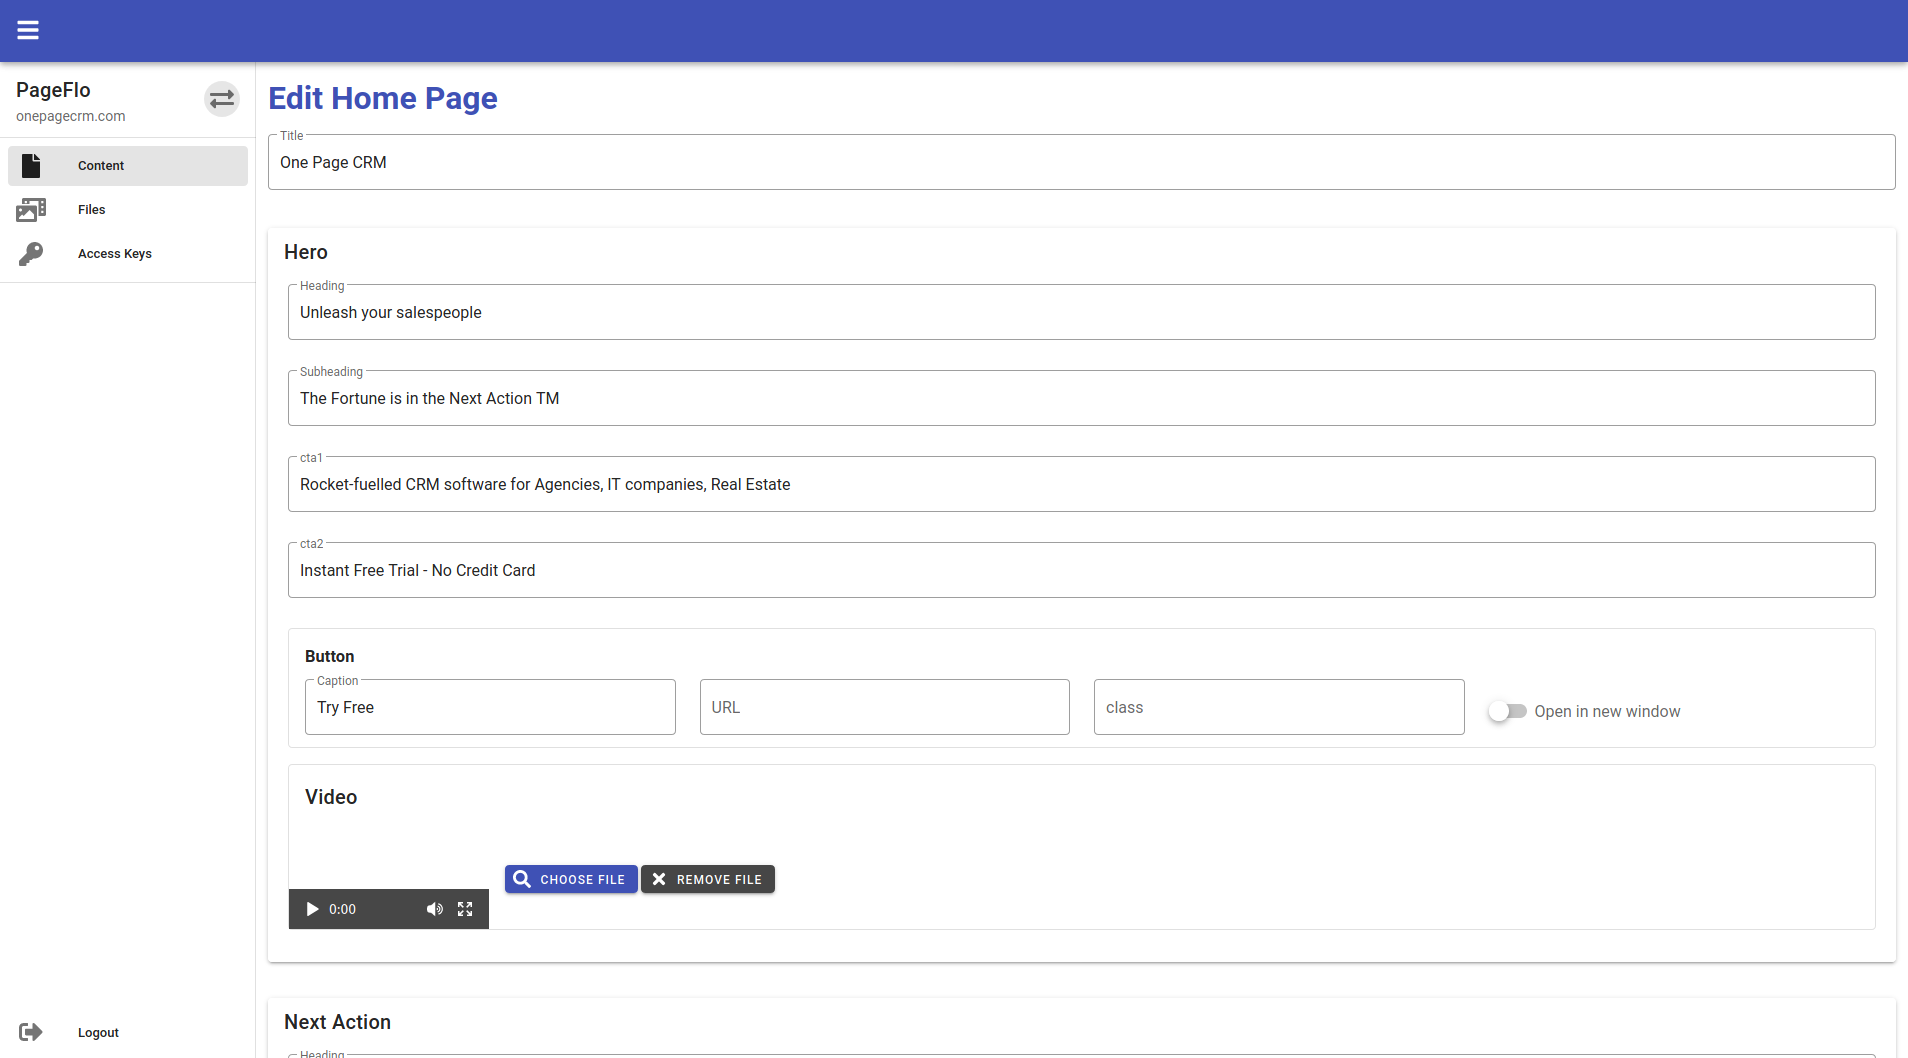 PageFlo
onepagecrm.com
Content
Files
Access Keys
Logout
Edit Home Page
Title
One Page CRM
Hero
Heading
Unleash your salespeople
Subheading
The Fortune is in the Next Action TM
cta1
Rocket-fuelled CRM software for Agencies, IT companies, Real Estate
cta2
Instant Free Trial - No Credit Card
Button
Caption
Try Free
URL
class
Open in new window
Video
0:00
CHOOSE FILE
REMOVE FILE
Next Action
Heading